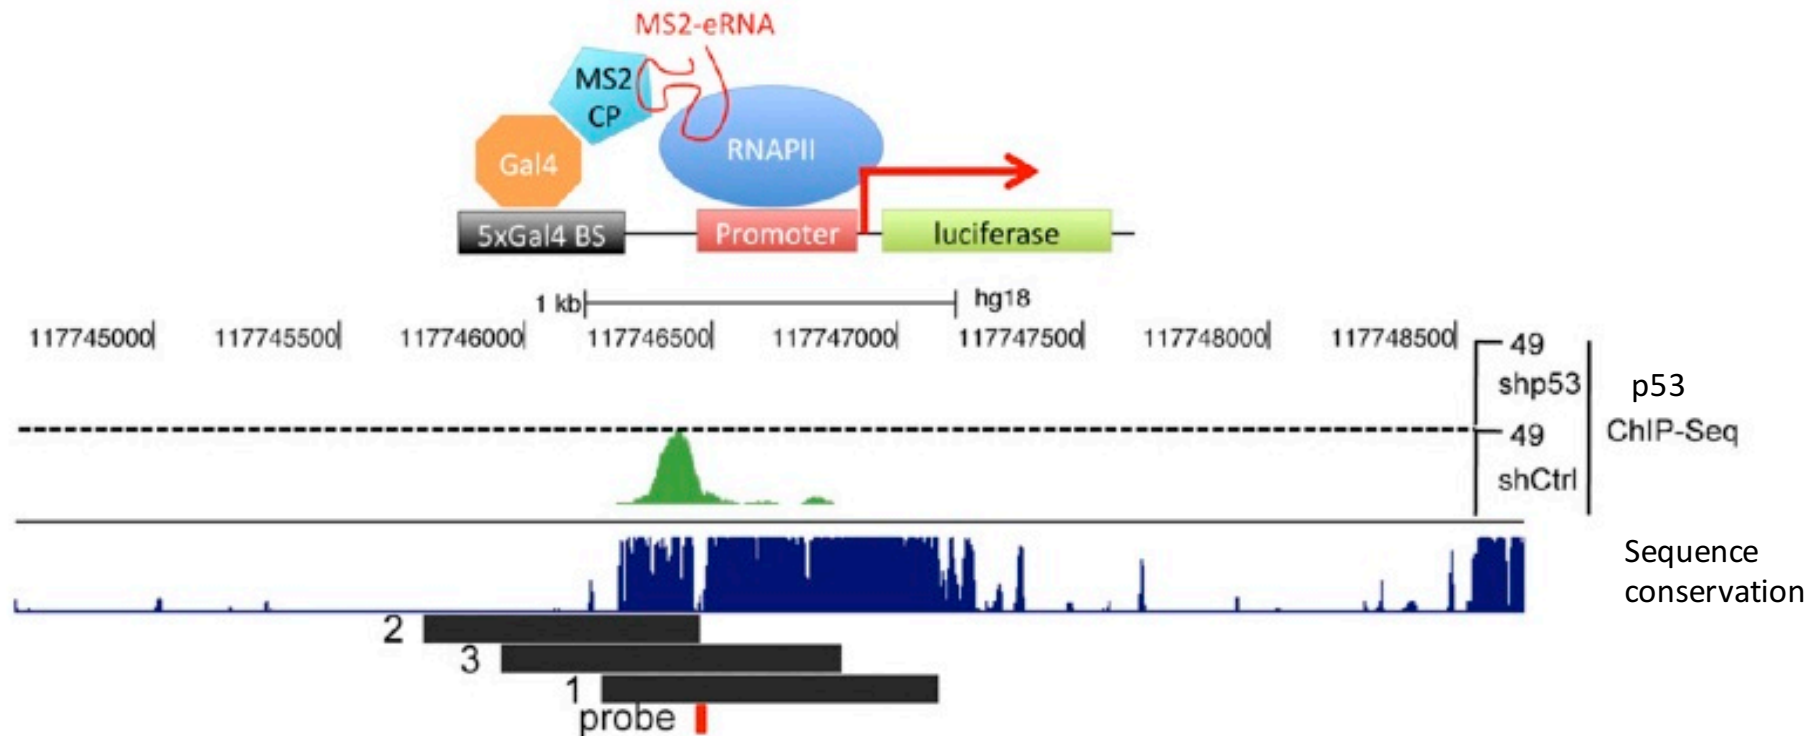 MS2-eRNA
MS2
CP
Gal4
RNAPII
5xGal4 BS
Promoter
luciferase
1 kb
hg18
117745000 117745500 117746000 117746500 117747000 117747500 117748000 117748500
49
shp53
p53
49
ChIP-Seq
shCtrl
Sequence
conservation
2
3
1
probe